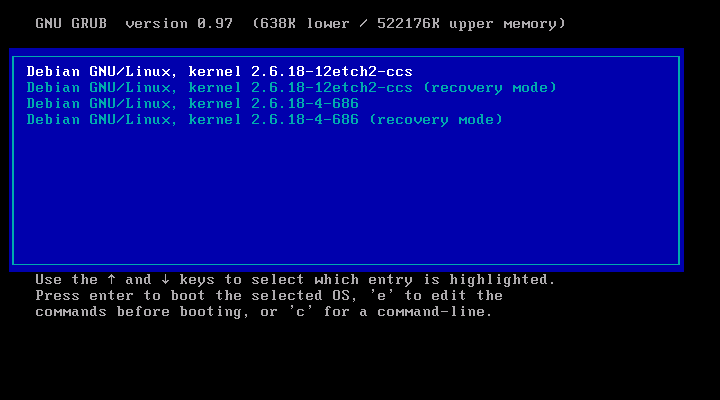 GNU GRUB  version 0.97  (638K lower / 522176K upper memory)
Debian GNU/Linux, kernel 2.6.18-12etch2-ccs
Debian GNU/Linux, kernel 2.6.18-12etch2-ccs (recovery mode)
Debian GNU/Linux, kernel 2.6.18-4-686
Debian GNU/Linux, kernel 2.6.18-4-686 (recovery mode)
Use the ↑ and ↓ keys to select which entry is highlighted.
Press enter to boot the selected OS, 'e' to edit the
commands before booting, or 'c' for a command-line.